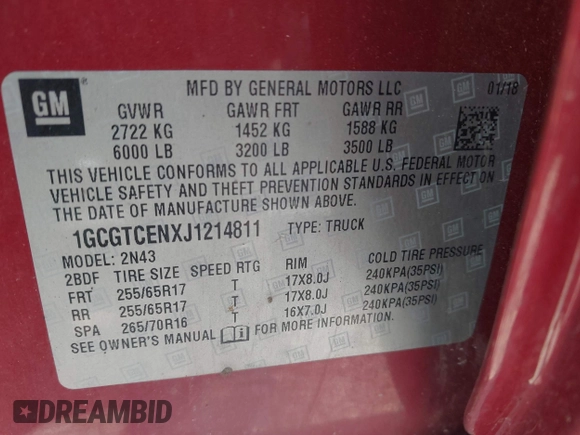 GM
MFD BY GENERAL MOTORS LLC 01/18
GVWR GAWR FRT GAWR RR
2722 KG 1452 KG 1588 KG
6000 LB 3200 LB 3500 LB
THIS VEHICLE CONFORMS TO ALL APPLICABLE U.S. FEDERAL MOTOR
VEHICLE SAFETY AND THEFT PREVENTION STANDARDS IN EFFECT ON
THE DATE OF MANUFACTURE SHOWN ABOVE.
1GCGTCENXJ1214811 TYPE: TRUCK
MODEL: 2N43
2BDF TIRE SIZE SPEED RTG RIM COLD TIRE PRESSURE
FRT 255/65R17 T 17X8.0J 240KPA(35PSI)
RR 255/65R17 T 17X8.0J 240KPA(35PSI)
SPA 265/70R16 T 16X7.0J 240KPA(35PSI)
SEE OWNER'S MANUAL FOR MORE INFORMATION.
DREAMBID